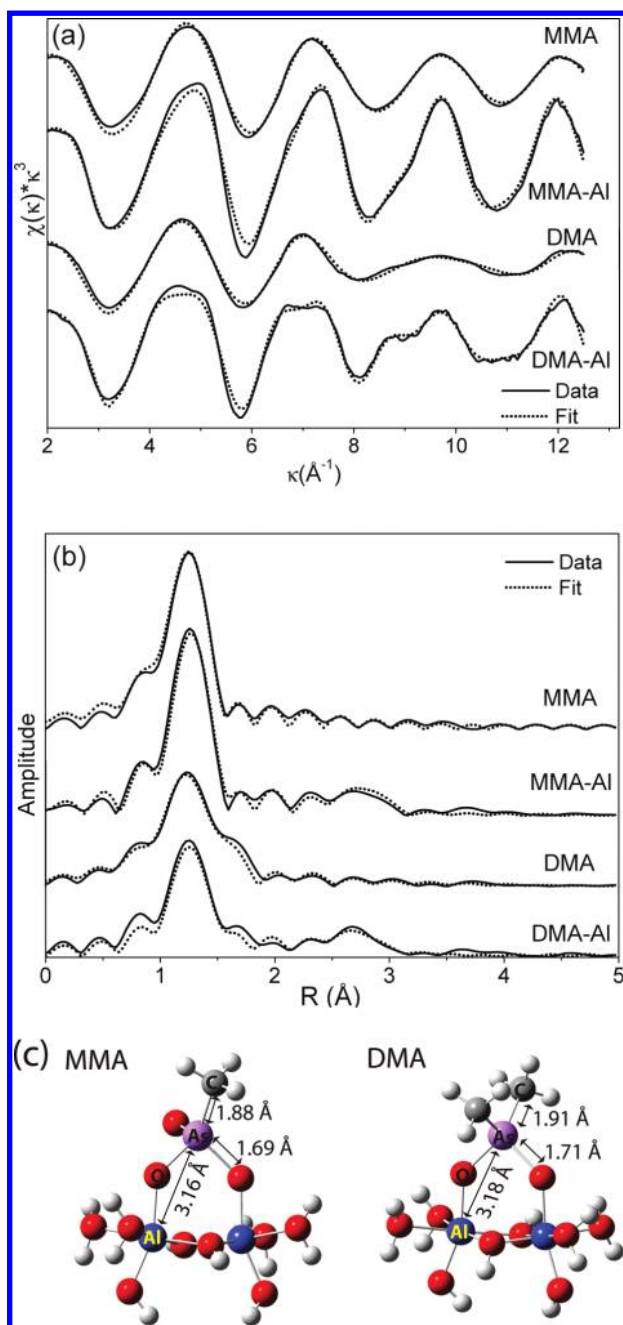 (a)
MMA
MMA-Al
DMA
DMA-Al
Data
Fit
χ(κ)*κ³
2 4 6 8 10 12
κ(Å⁻¹)
(b)
Data
Fit
MMA
MMA-Al
DMA
DMA-Al
Amplitude
0 1 2 3 4 5
R (Å)
(c) MMA DMA
C C
1.88 Å 1.91 Å
As As
1.69 Å 1.71 Å
O O
3.16 Å 3.18 Å
Al Al